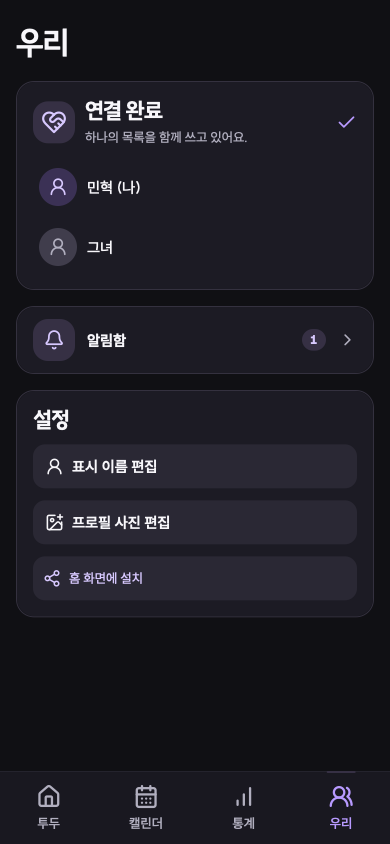 우리
연결 완료
하나의 목록을 함께 쓰고 있어요.
민혁 (나)
그녀
알림함 1
설정
표시 이름 편집
프로필 사진 편집
홈 화면에 설치
투두 캘린더 통계 우리